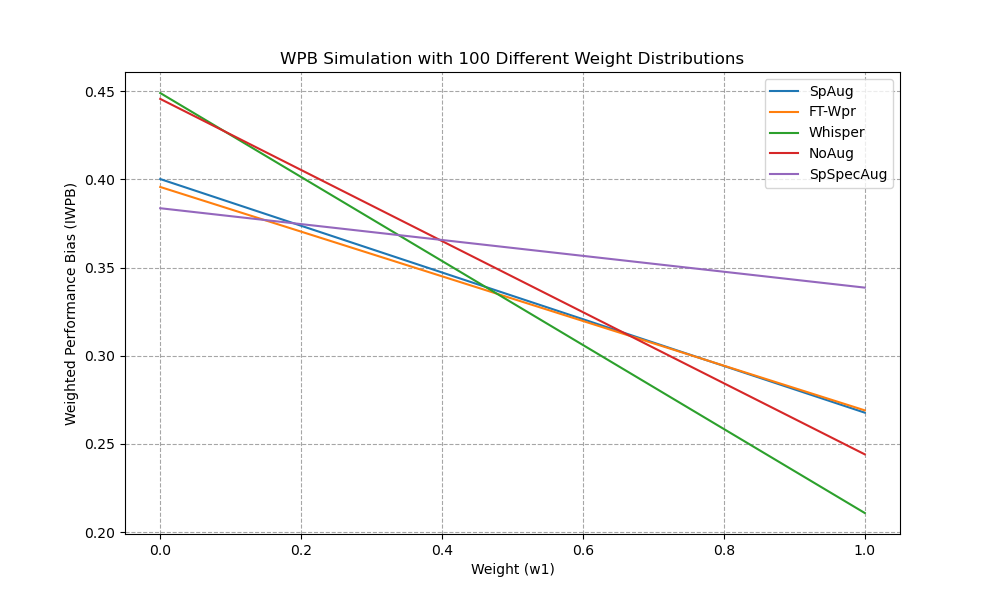 WPB Simulation with 100 Different Weight Distributions
SpAug
FT-Wpr
Whisper
NoAug
SpSpecAug
Weighted Performance Bias (IWPB)
0.45
0.40
0.35
0.30
0.25
0.20
0.0 0.2 0.4 0.6 0.8 1.0
Weight (w1)